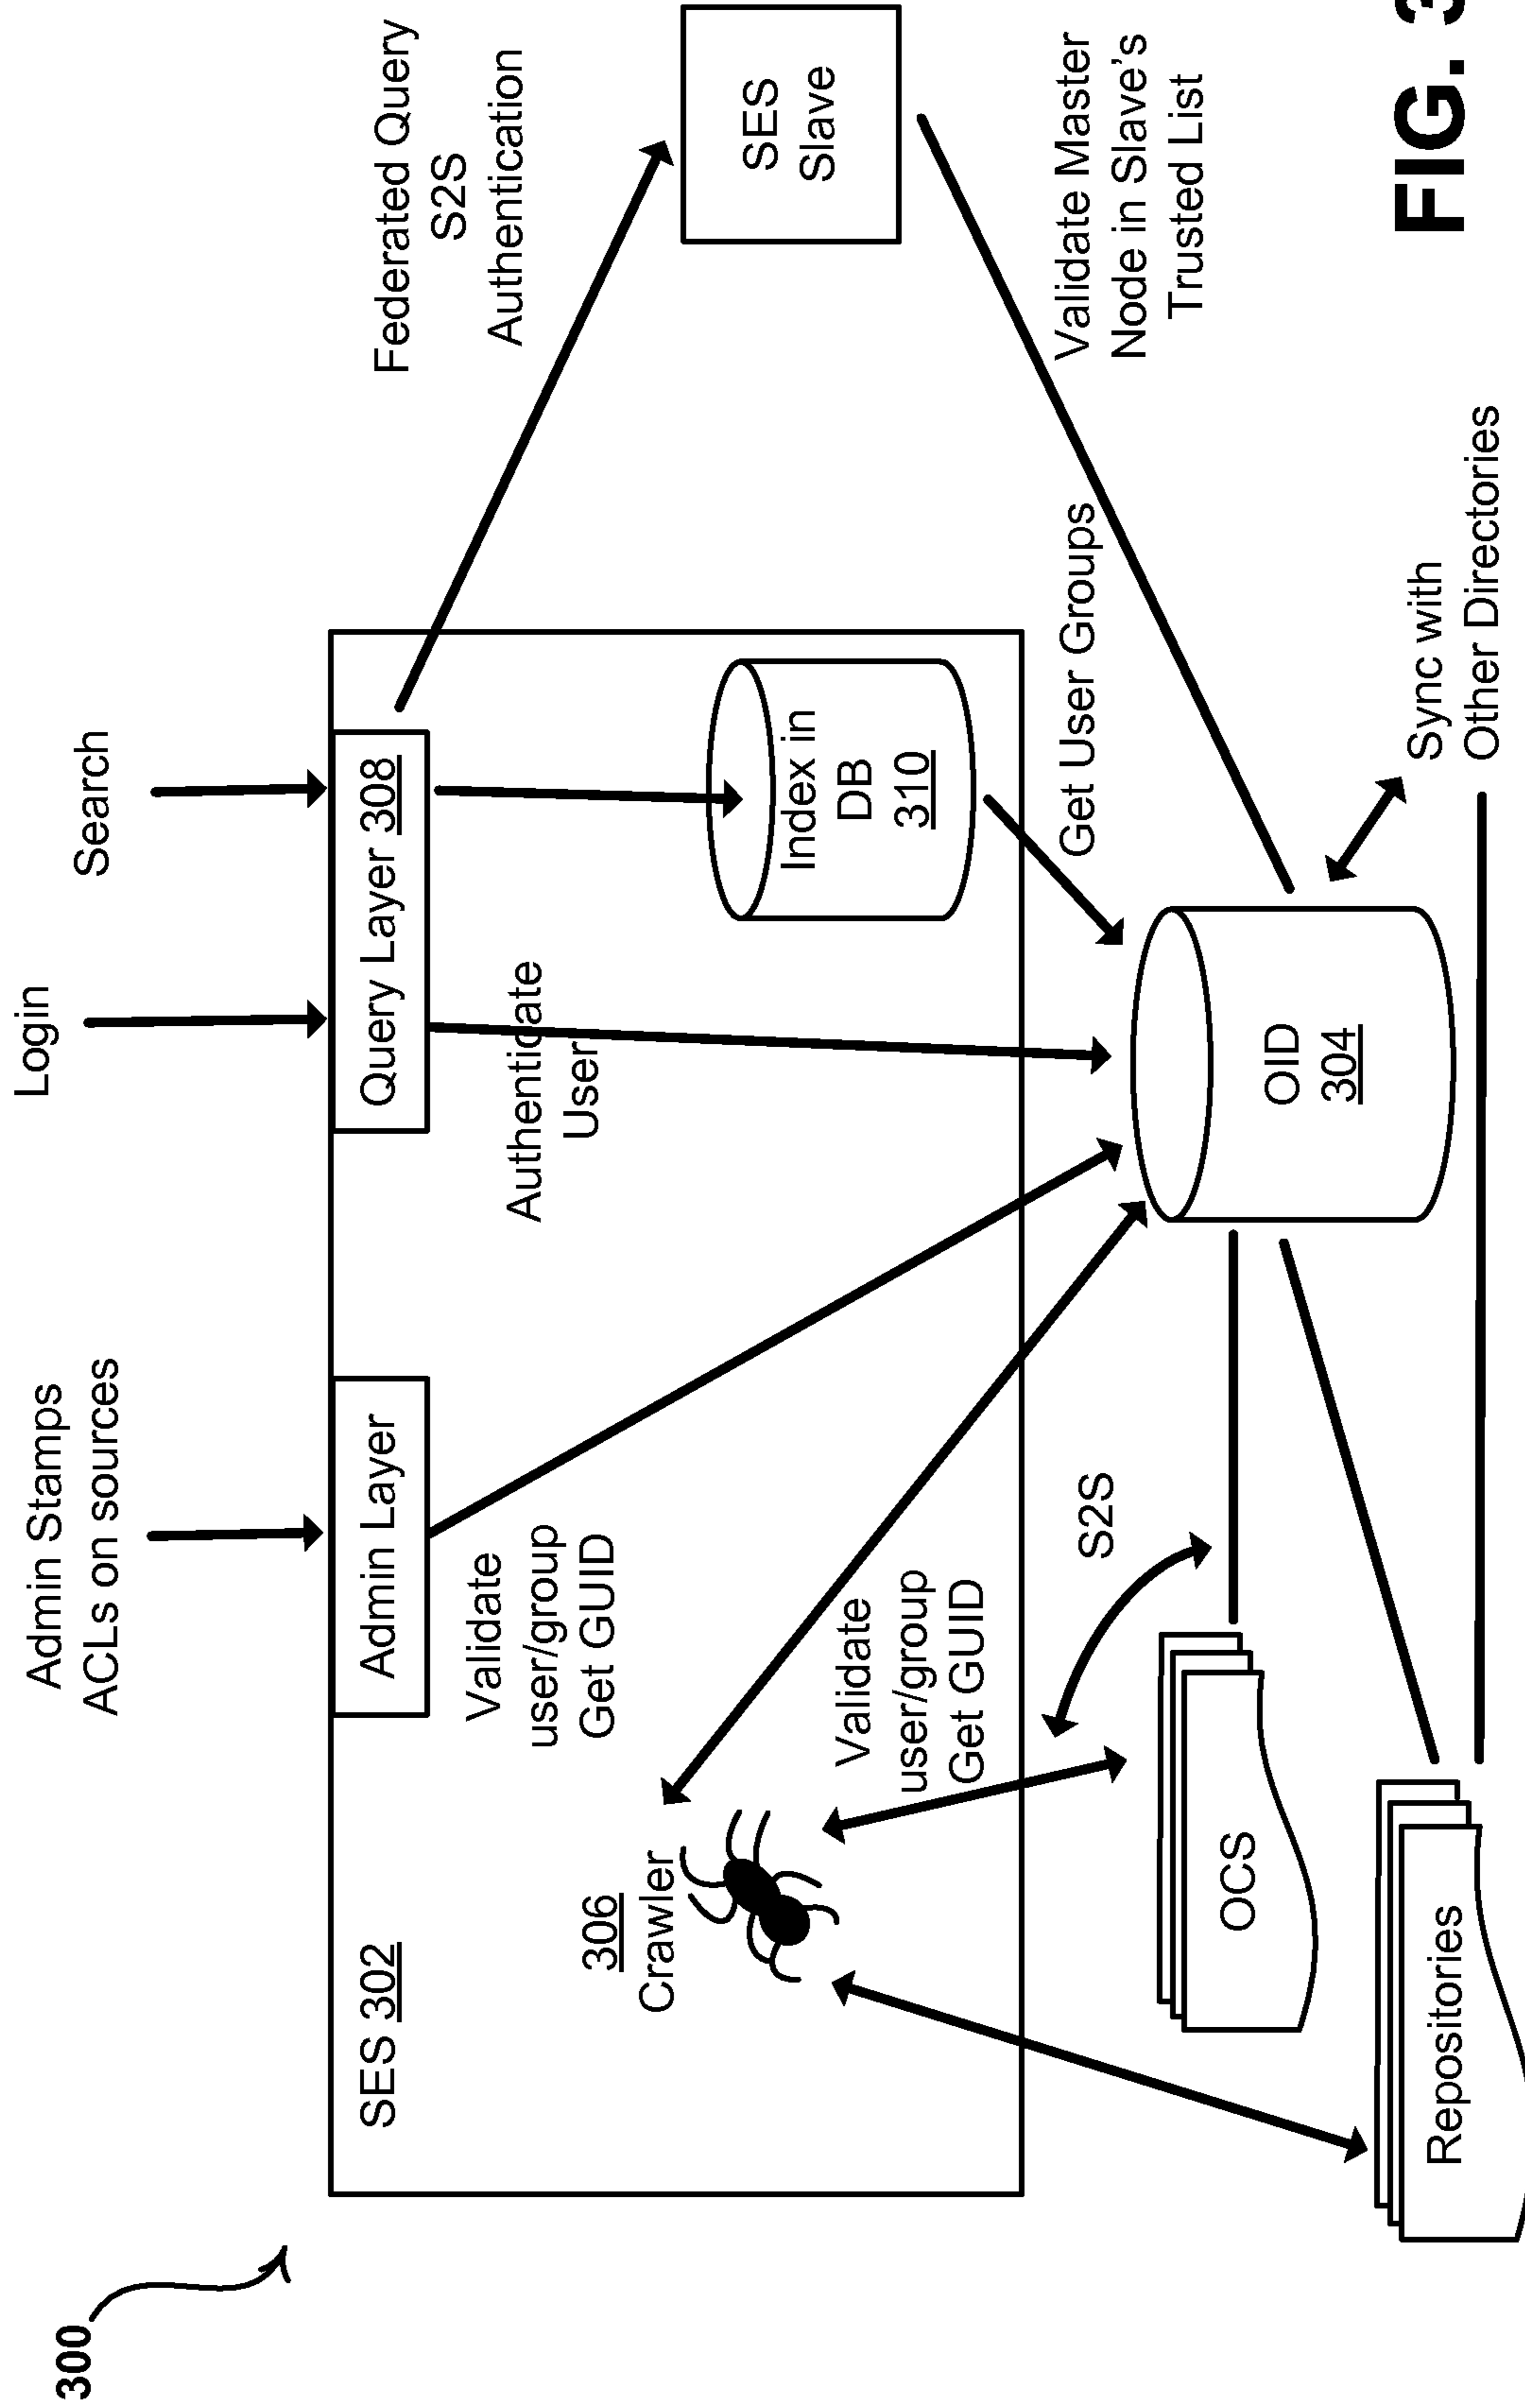 300
Admin Stamps
ACLs on sources
Login
Search
SES 302
Admin Layer
Query Layer 308
Federated Query
S2S
Authentication
Validate
user/group
Get GUID
Authenticate
User
306
Crawler
Index in
DB
310
SES
Slave
Validate
user/group
Get GUID
S2S
Get User Groups
Validate Master
Node in Slave's
Trusted List
OCS
OID
304
Repositories
Sync with
Other Directories
FIG. 3